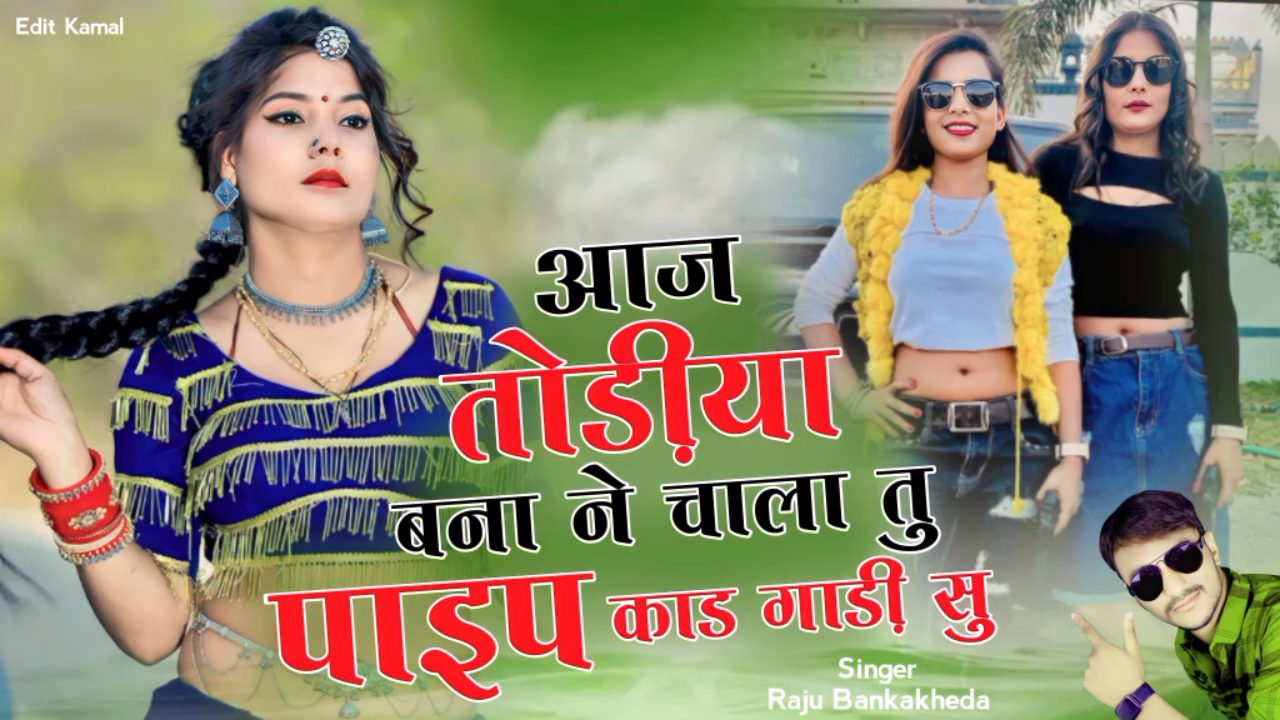 Edit Kamal
आज
तोडी़या
बना ने चाला तु
पाइप काड गाडी़ सु
Singer
Raju Bankakheda